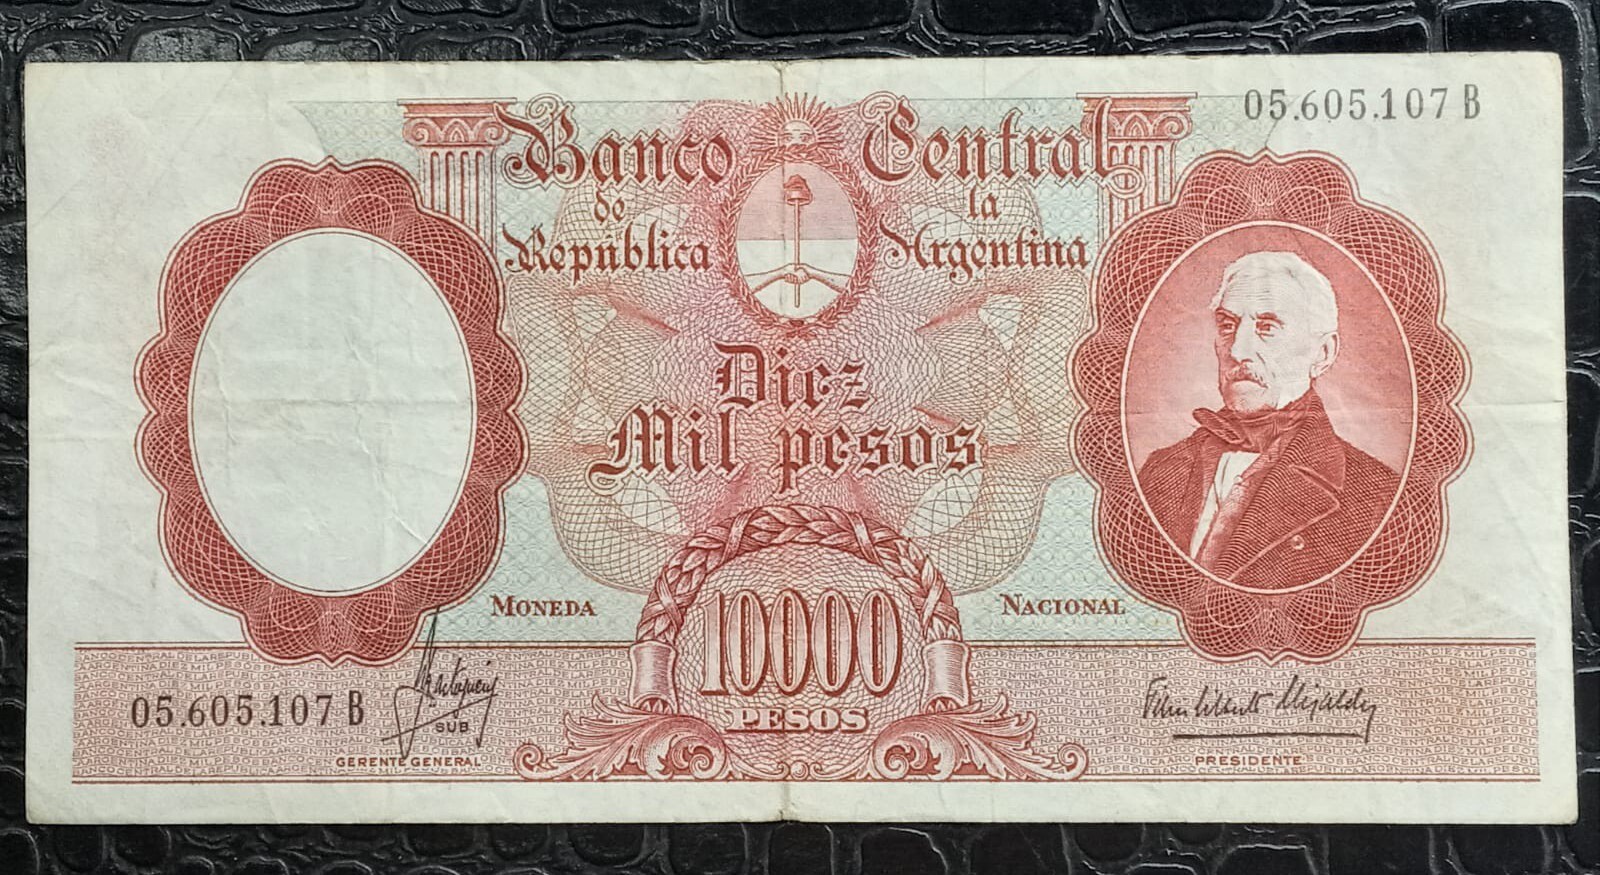 05.605.107 B
Banco Central
de la
República Argentina
Diez
Mil pesos
MONEDA NACIONAL
10000
PESOS
05.605.107 B
SUB
GERENTE GENERAL
PRESIDENTE